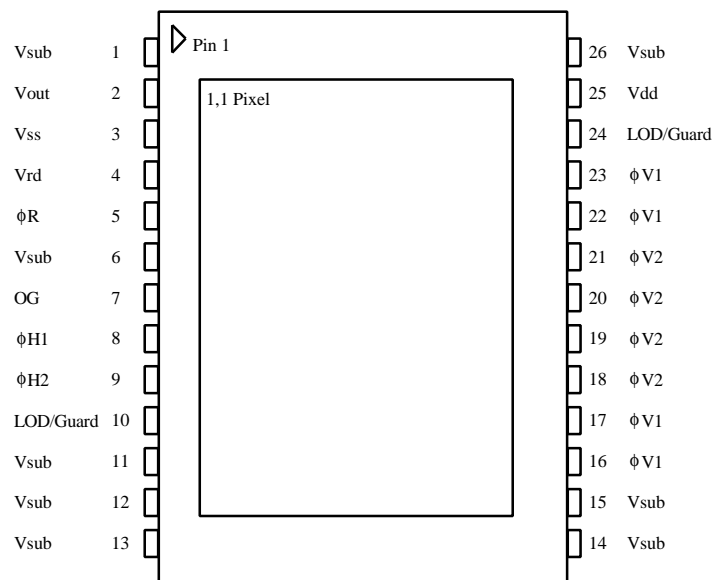 Vsub 1 Pin 1 26 Vsub
Vout 2 1,1 Pixel 25 Vdd
Vss 3 24 LOD/Guard
Vrd 4 23 ϕV1
ϕR 5 22 ϕV1
Vsub 6 21 ϕV2
OG 7 20 ϕV2
ϕH1 8 19 ϕV2
ϕH2 9 18 ϕV2
LOD/Guard 10 17 ϕV1
Vsub 11 16 ϕV1
Vsub 12 15 Vsub
Vsub 13 14 Vsub